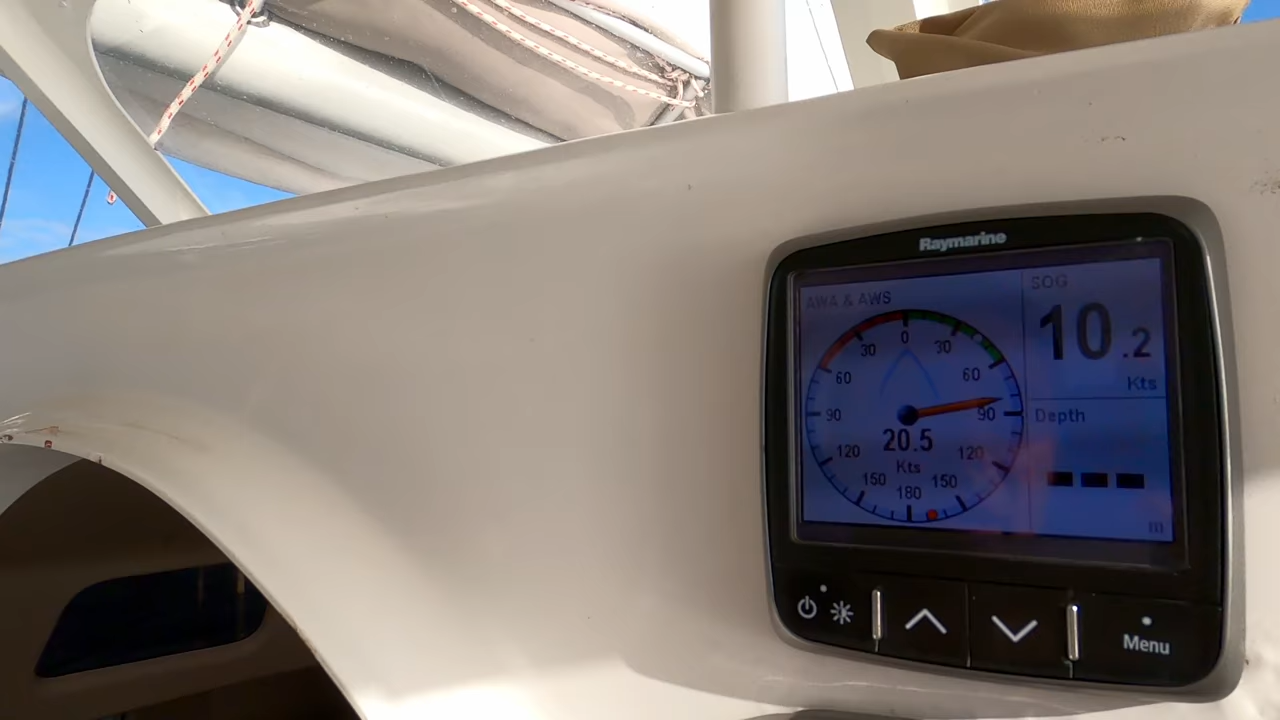 Raymarine
AWA & AWS
SOG
10.2
Kts
0
30 30
60 60
90 90
20.5
Kts
120 120
150 150
180
Depth
---
m
Menu